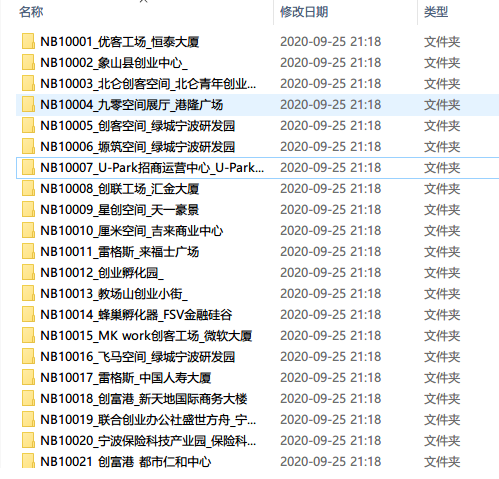 名称 修改日期 类型
NB10001_优客工场_恒泰大厦 2020-09-25 21:18 文件夹
NB10002_象山县创业中心_ 2020-09-25 21:18 文件夹
NB10003_北仑创客空间_北仑青年创业... 2020-09-25 21:18 文件夹
NB10004_九零空间展厅_港隆广场 2020-09-25 21:18 文件夹
NB10005_创客空间_绿城宁波研发园 2020-09-25 21:18 文件夹
NB10006_塬筑空间_绿城宁波研发园 2020-09-25 21:18 文件夹
NB10007_U-Park招商运营中心_U-Park... 2020-09-25 21:18 文件夹
NB10008_创联工场_汇金大厦 2020-09-25 21:18 文件夹
NB10009_星创空间_天一豪景 2020-09-25 21:18 文件夹
NB10010_厘米空间_吉来商业中心 2020-09-25 21:18 文件夹
NB10011_雷格斯_来福士广场 2020-09-25 21:18 文件夹
NB10012_创业孵化园_ 2020-09-25 21:18 文件夹
NB10013_教场山创业小街_ 2020-09-25 21:18 文件夹
NB10014_蜂巢孵化器_FSV金融硅谷 2020-09-25 21:18 文件夹
NB10015_MK work创客工场_微软大厦 2020-09-25 21:18 文件夹
NB10016_飞马空间_绿城宁波研发园 2020-09-25 21:18 文件夹
NB10017_雷格斯_中国人寿大厦 2020-09-25 21:18 文件夹
NB10018_创富港_新天地国际商务大楼 2020-09-25 21:18 文件夹
NB10019_联合创业办公社盛世方舟_宁... 2020-09-25 21:18 文件夹
NB10020_宁波保险科技产业园_保险科... 2020-09-25 21:18 文件夹
NB10021 创富港 都市仁和中心 2020-09-25 21:18 文件夹